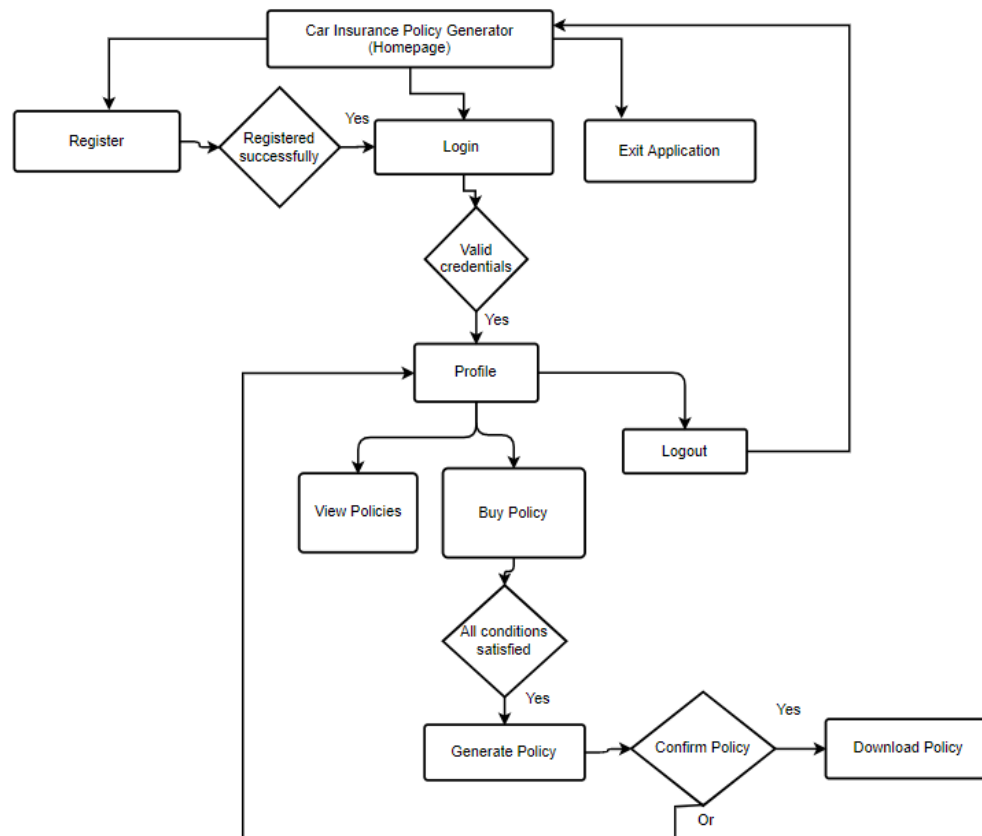 Car Insurance Policy Generator
(Homepage)
Register
Registered
successfully
Yes
Login
Exit Application
Valid
credentials
Yes
Profile
Logout
View Policies
Buy Policy
All conditions
satisfied
Yes
Generate Policy
Confirm Policy
Yes
Download Policy
Or